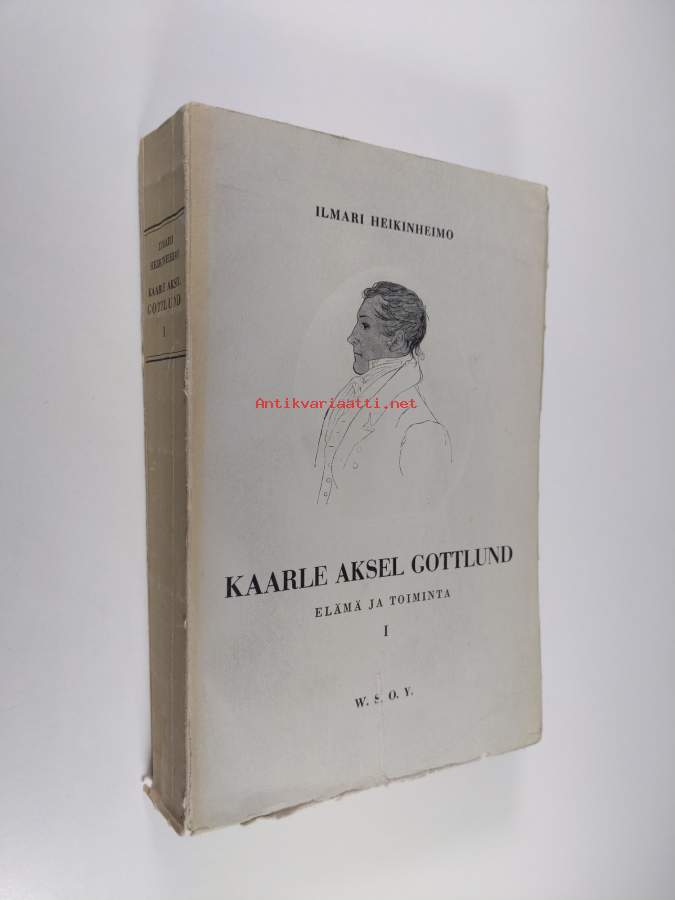 ILMARI
HEIKINHEIMO
KAARLE AKSEL
GOTTLUND
I
ILMARI HEIKINHEIMO
Antikvariaatti.net
KAARLE AKSEL GOTTLUND
ELÄMÄ JA TOIMINTA
I
W. S. O. Y.